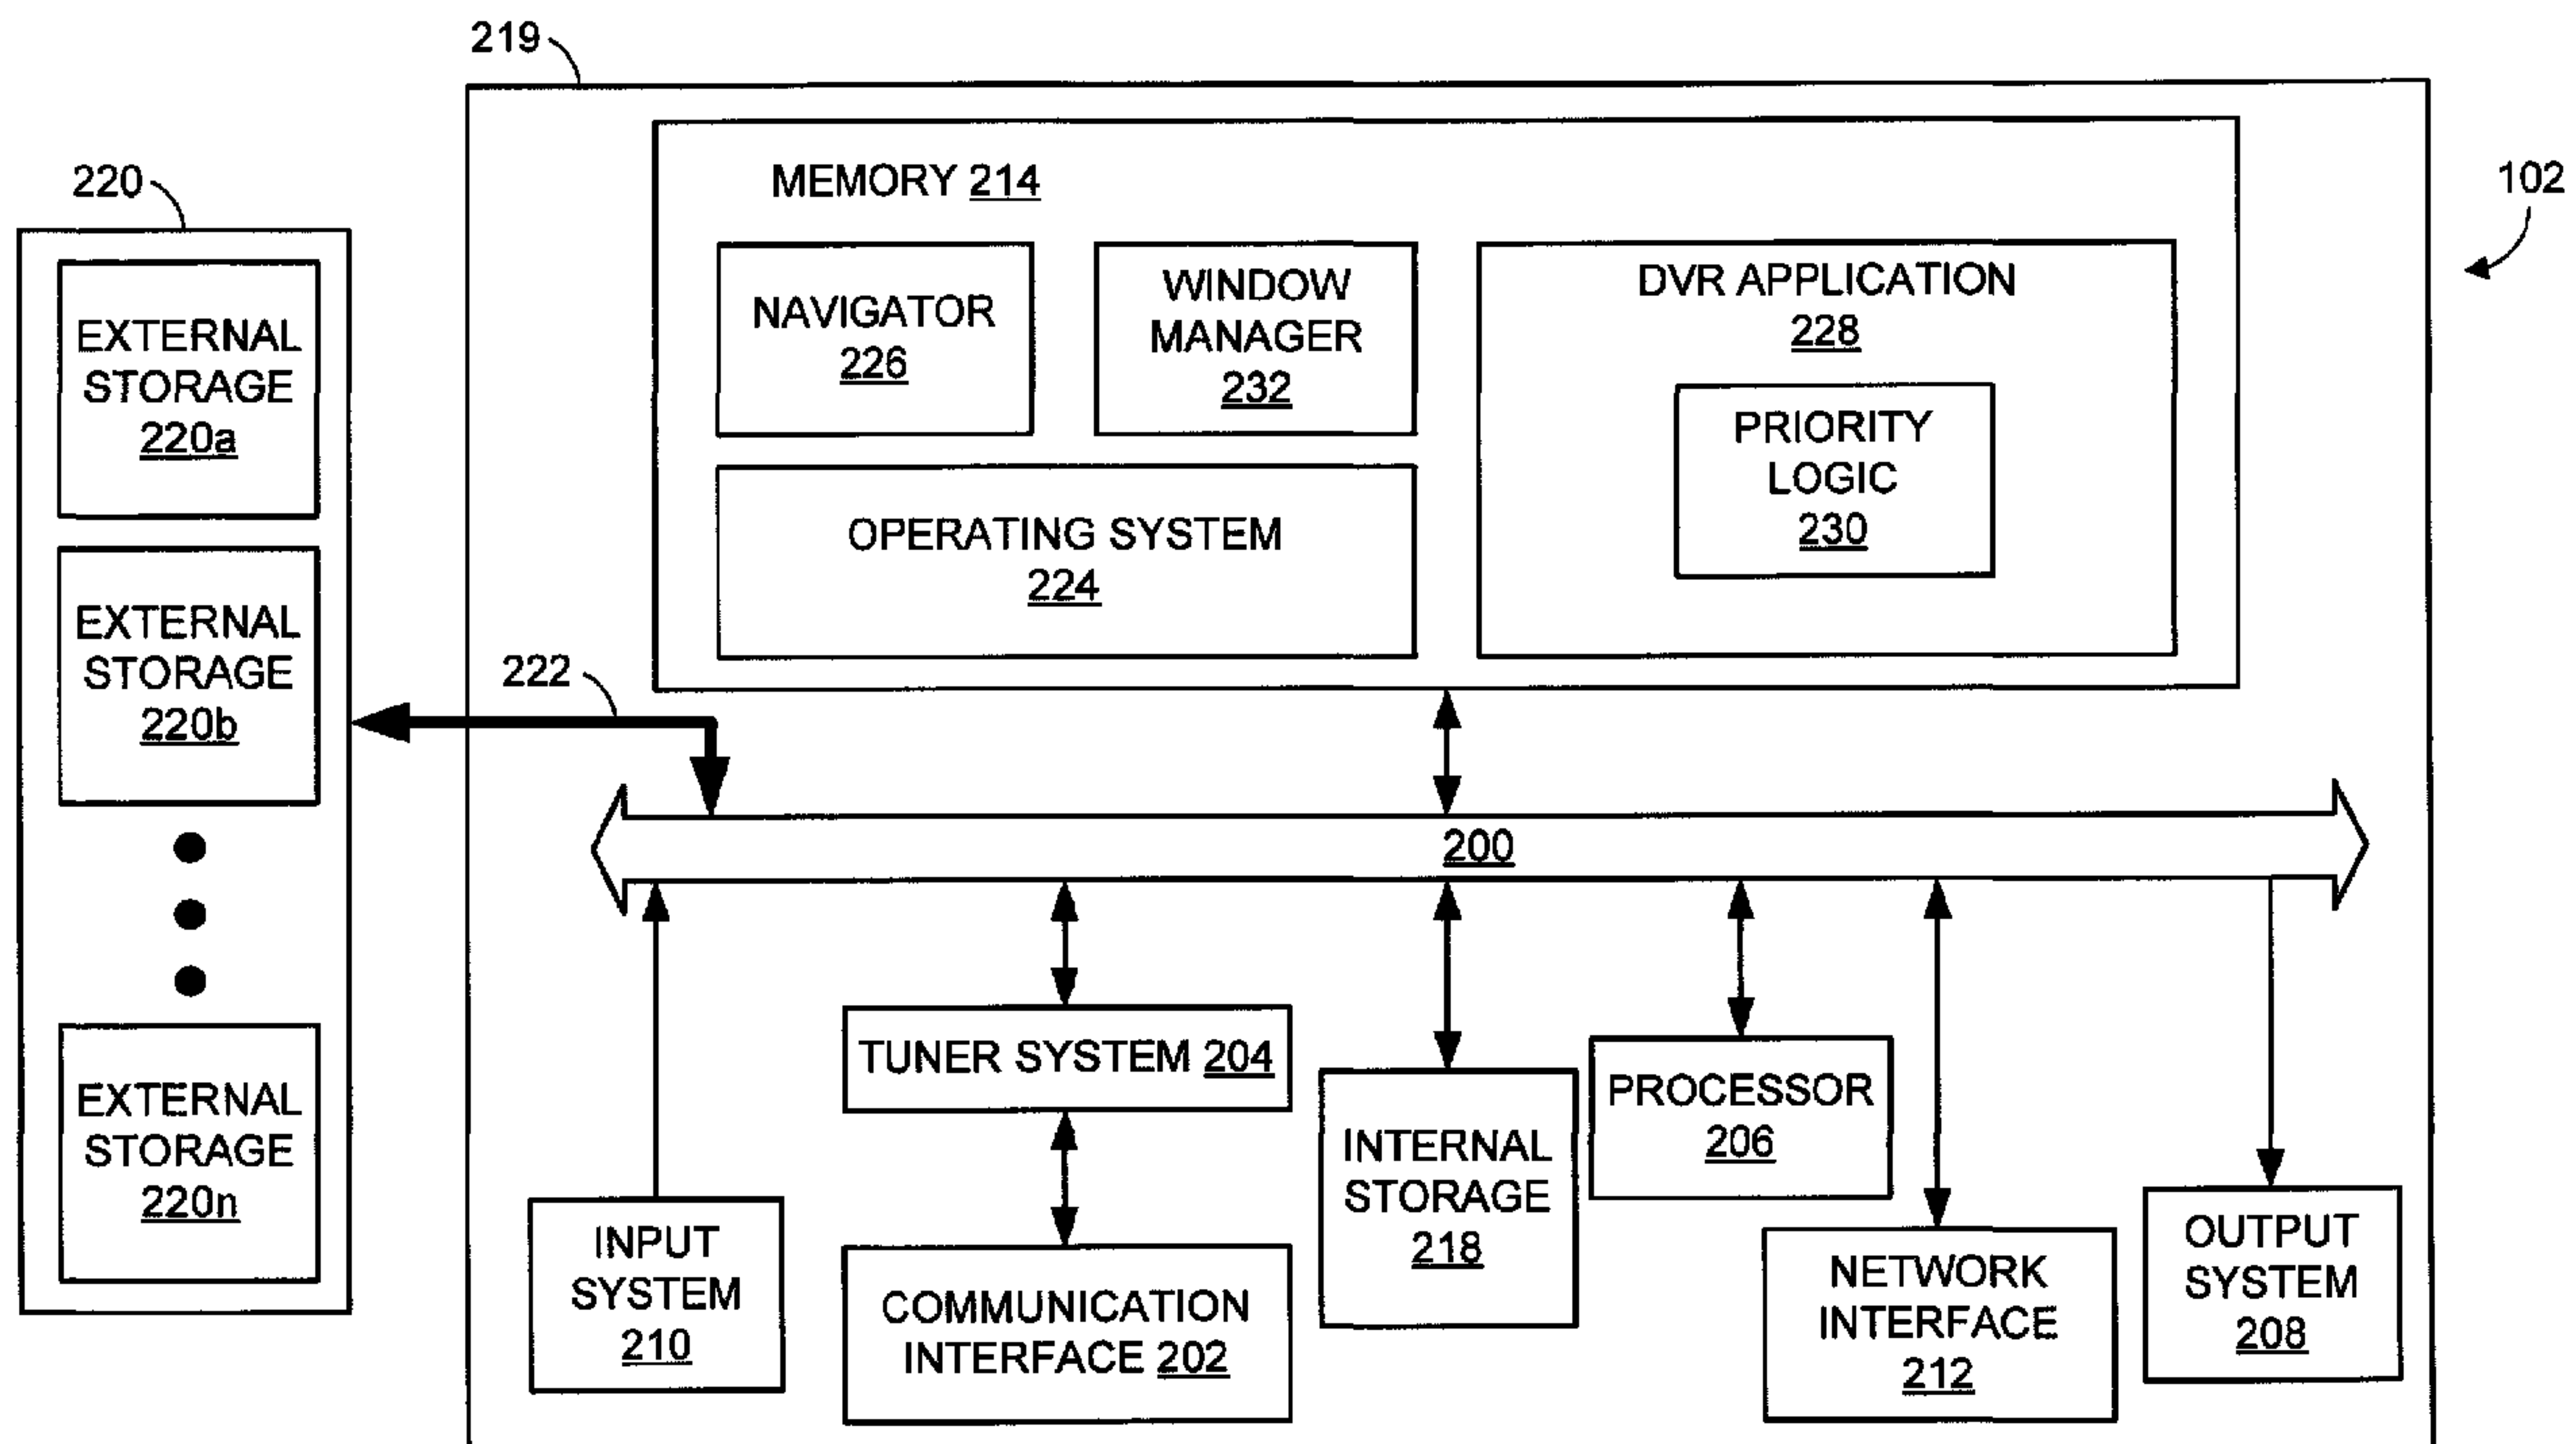 219
220
102
MEMORY 214
NAVIGATOR
226
WINDOW
MANAGER
232
DVR APPLICATION
228
PRIORITY
LOGIC
230
OPERATING SYSTEM
224
EXTERNAL
STORAGE
220a
EXTERNAL
STORAGE
220b
EXTERNAL
STORAGE
220n
222
200
TUNER SYSTEM 204
COMMUNICATION
INTERFACE 202
INPUT
SYSTEM
210
INTERNAL
STORAGE
218
PROCESSOR
206
NETWORK
INTERFACE
212
OUTPUT
SYSTEM
208